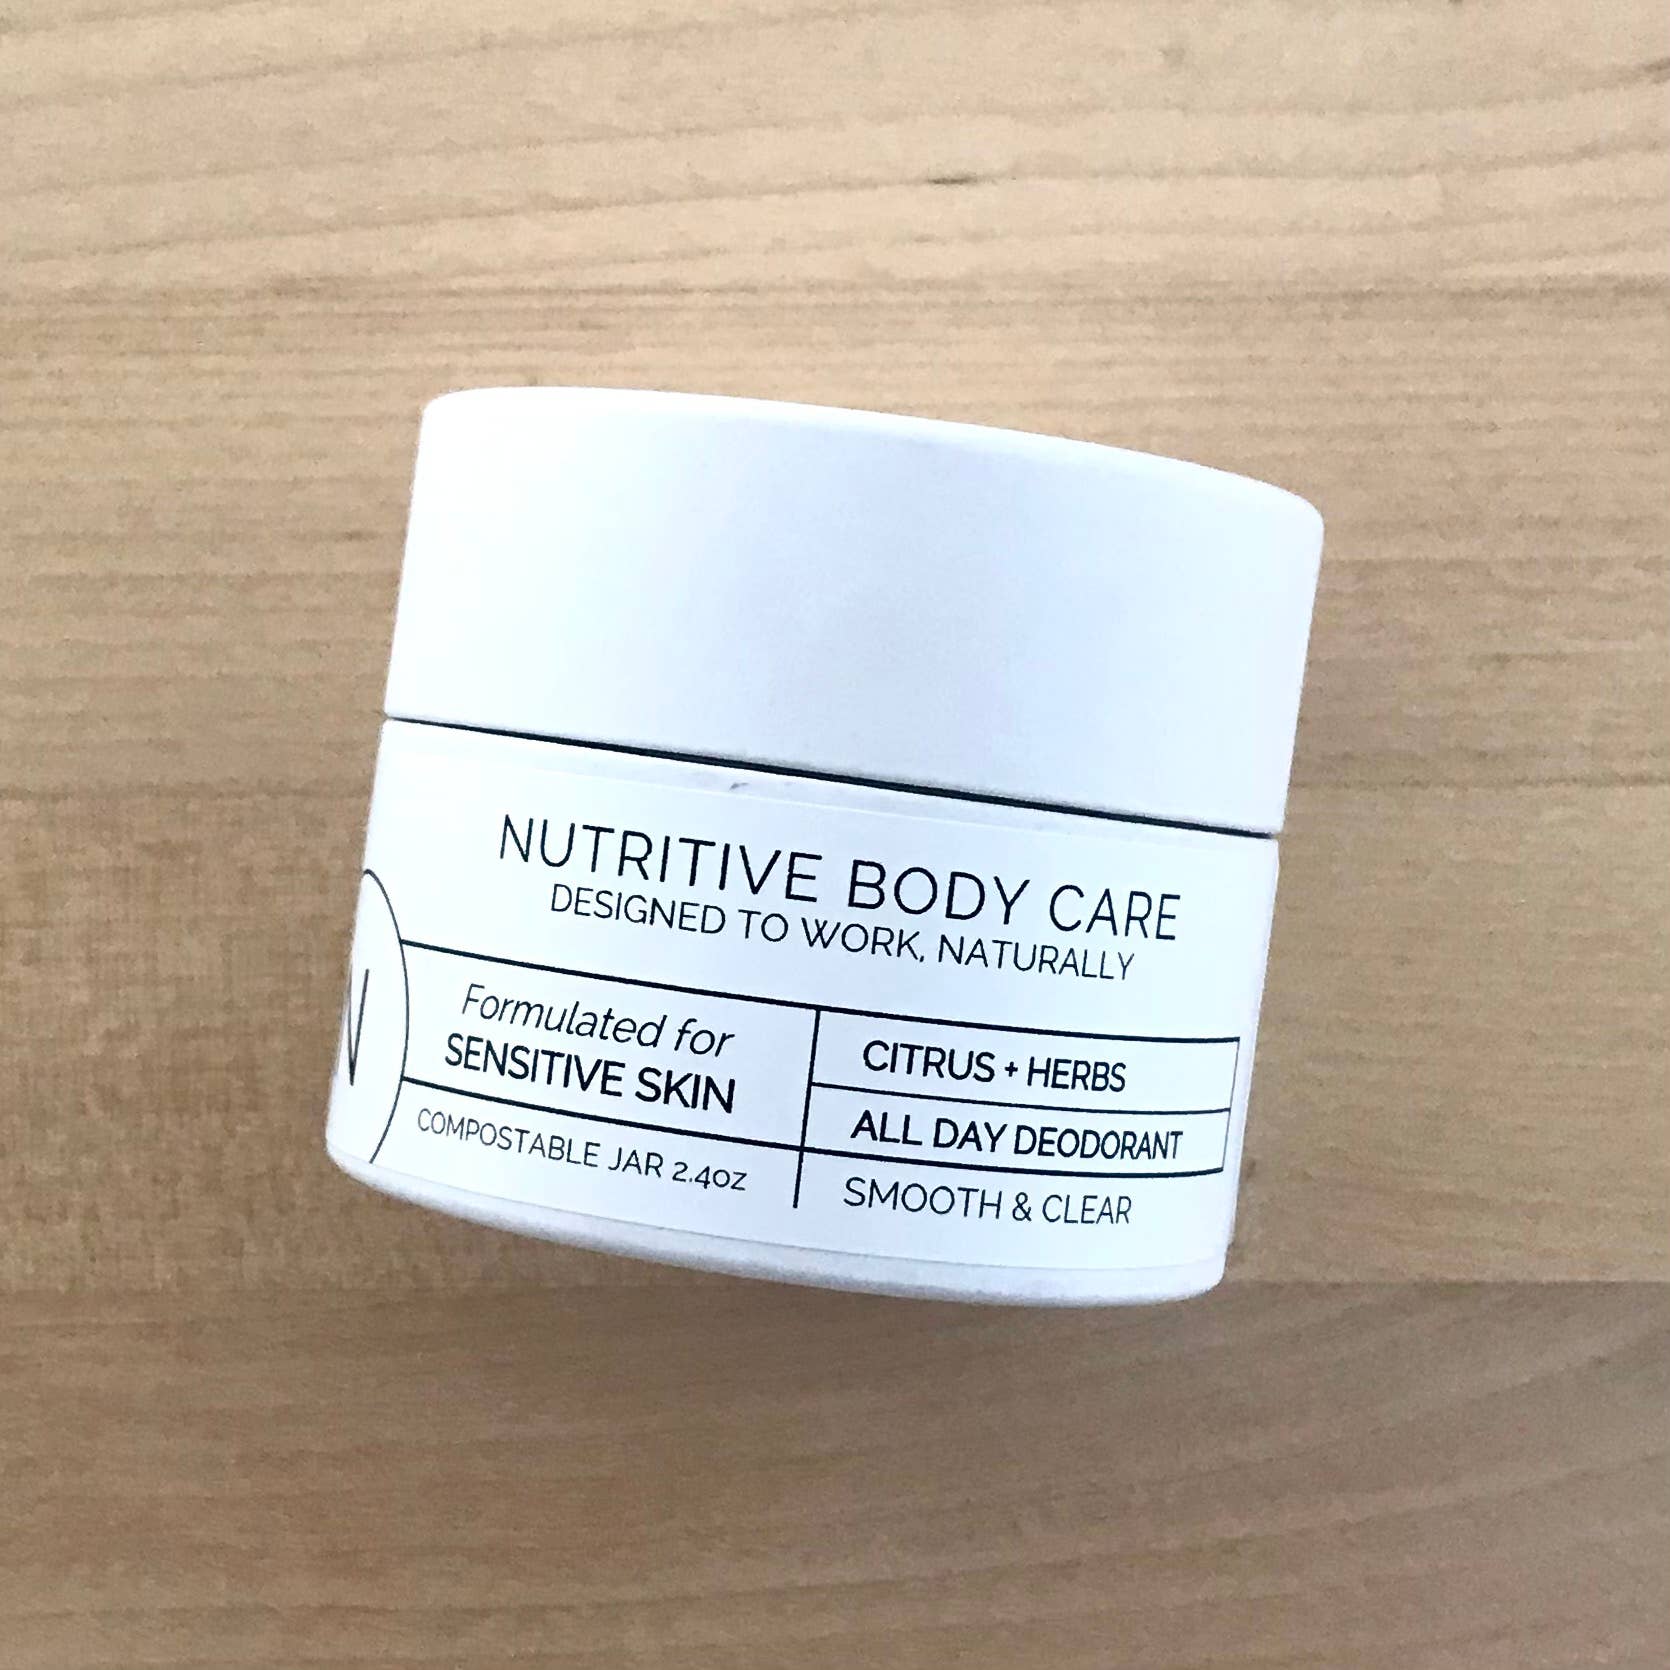 NUTRITIVE BODY CARE
DESIGNED TO WORK, NATURALLY
N
Formulated for
SENSITIVE SKIN
CITRUS + HERBS
ALL DAY DEODORANT
COMPOSTABLE JAR 2.4OZ
SMOOTH & CLEAR